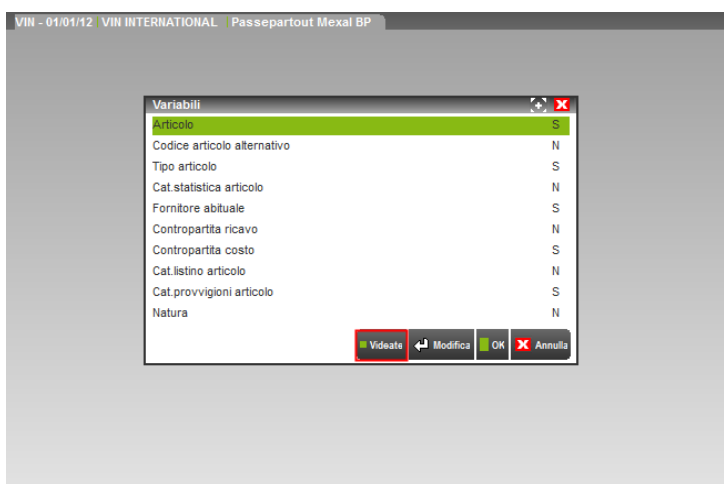 VIN - 01/01/12 VIN INTERNATIONAL Passepartout Mexal BP
Variabili
Articolo S
Codice articolo alternativo N
Tipo articolo S
Cat.statistica articolo N
Fornitore abituale S
Contropartita ricavo N
Contropartita costo S
Cat.listino articolo N
Cat.provvigioni articolo S
Natura N
Videate Modifica OK Annulla